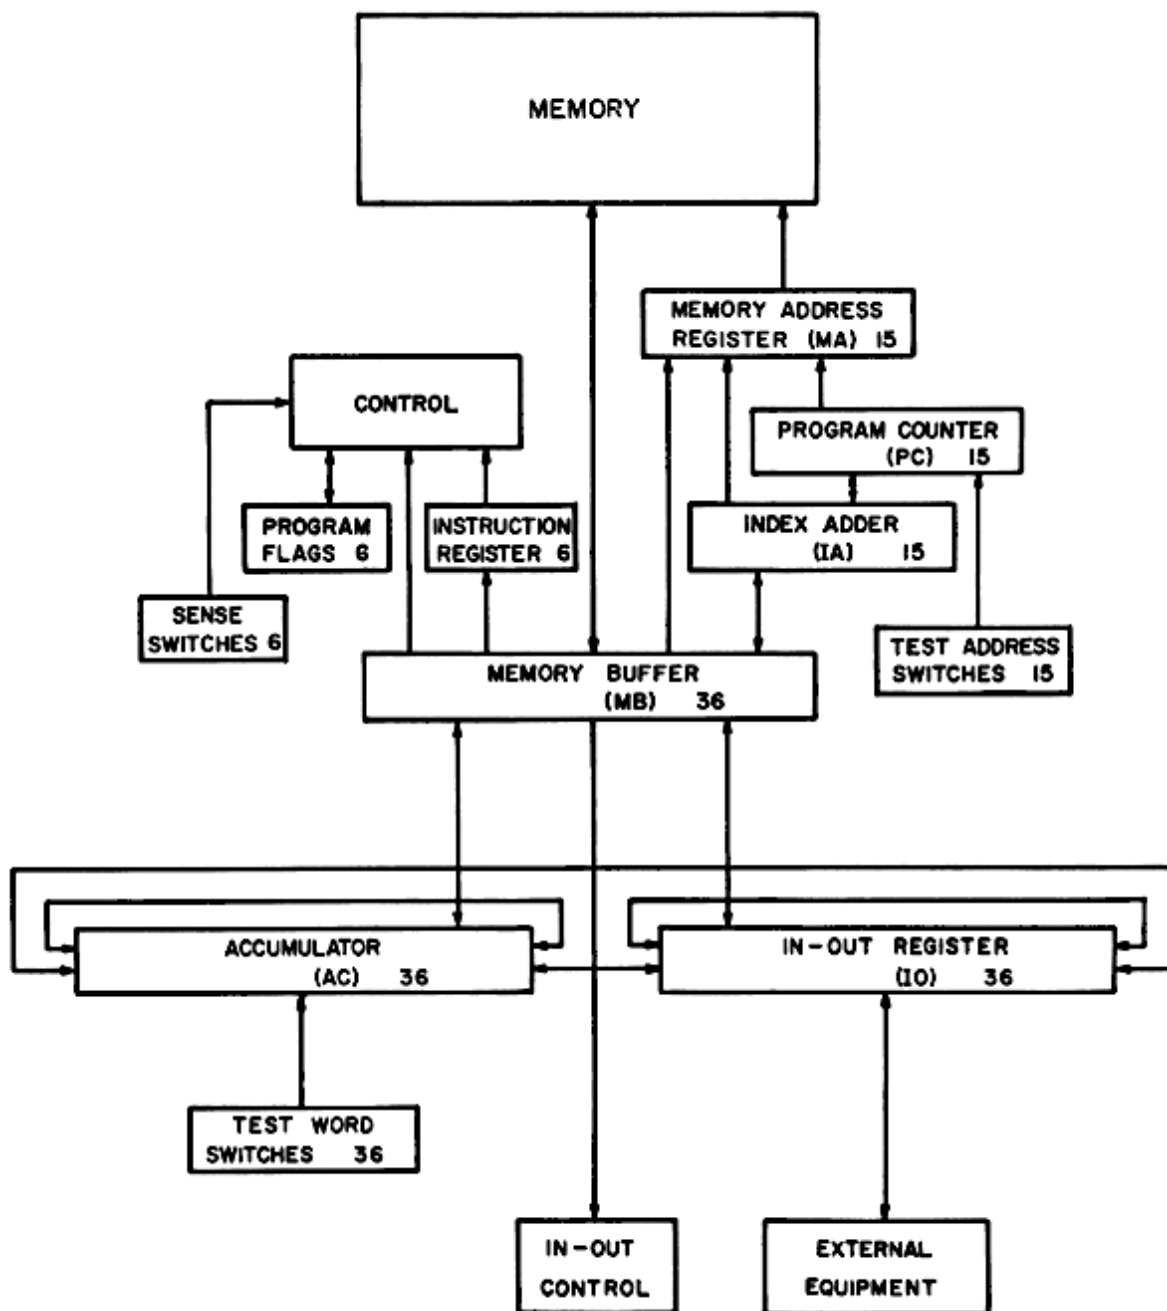 MEMORY
MEMORY ADDRESS
REGISTER (MA) 15
CONTROL
PROGRAM COUNTER
(PC) 15
PROGRAM
FLAGS 6
INSTRUCTION
REGISTER 6
INDEX ADDER
(IA) 15
SENSE
SWITCHES 6
TEST ADDRESS
SWITCHES 15
MEMORY BUFFER
(MB) 36
ACCUMULATOR
(AC) 36
IN-OUT REGISTER
(IO) 36
TEST WORD
SWITCHES 36
IN-OUT
CONTROL
EXTERNAL
EQUIPMENT